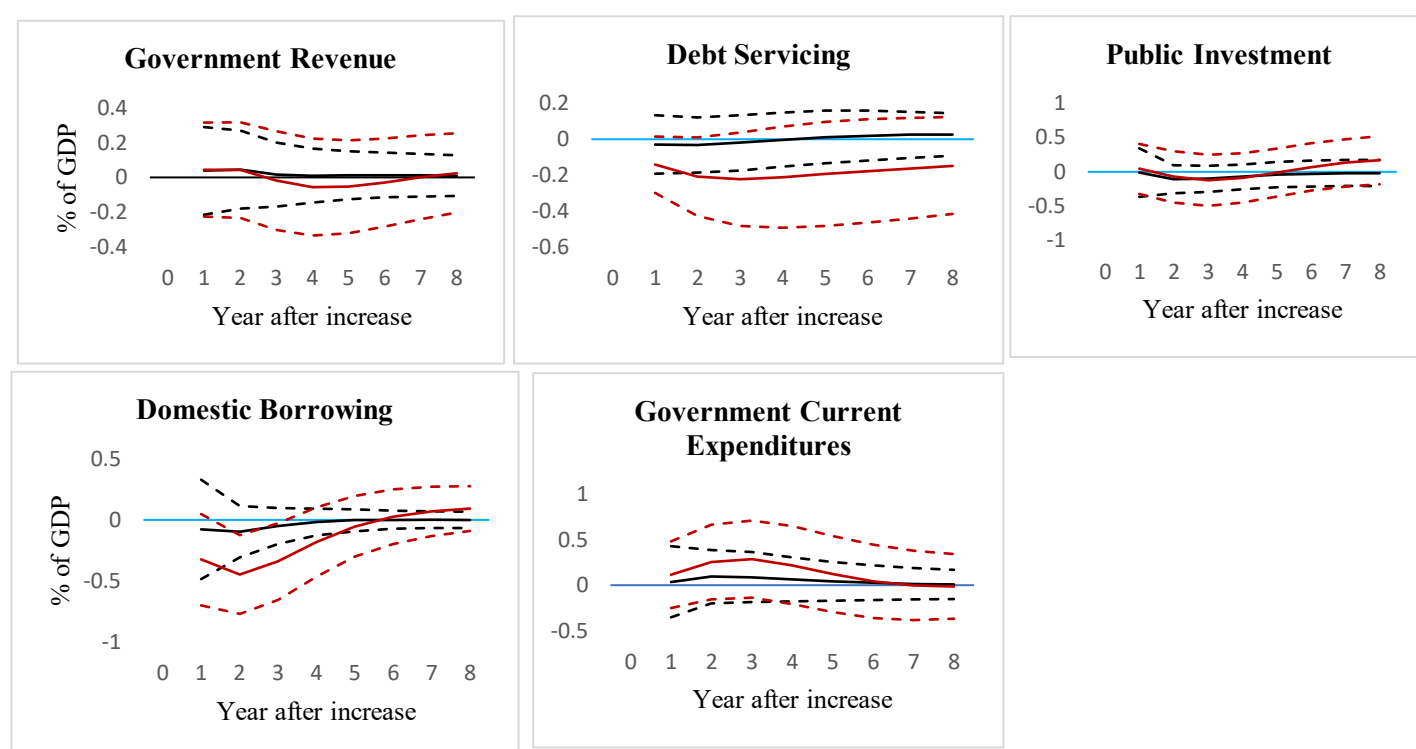 Government Revenue
% of GDP
0.4
0.2
0
-0.2
-0.4
0 1 2 3 4 5 6 7 8
Year after increase
Debt Servicing
0.2
0
-0.2
-0.4
-0.6
0 1 2 3 4 5 6 7 8
Year after increase
Public Investment
1
0.5
0
-0.5
-1
0 1 2 3 4 5 6 7 8
Year after increase
Domestic Borrowing
% of GDP
0.5
0
-0.5
-1
0 1 2 3 4 5 6 7 8
Year after increase
Government Current
Expenditures
1
0.5
0
-0.5
0 1 2 3 4 5 6 7 8
Year after increase